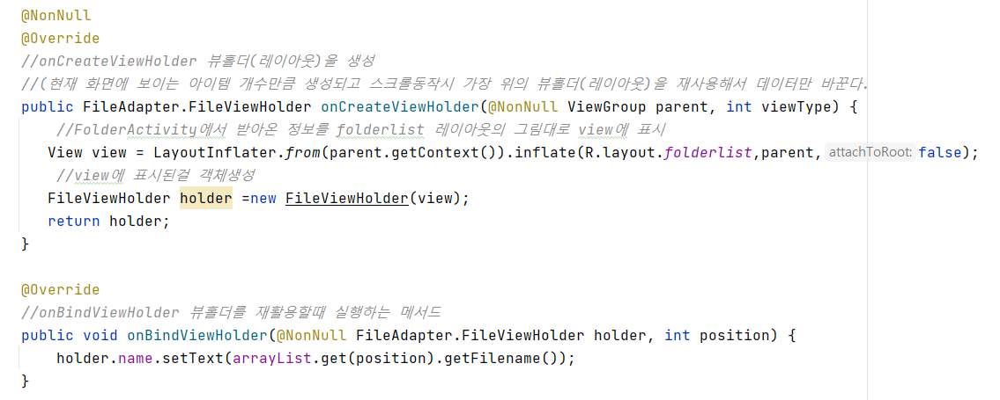 @NonNull
@Override
//onCreateViewHolder 뷰홀더(레이아웃)을 생성
//(현재 화면에 보이는 아이템 개수만큼 생성되고 스크롤동작시 가장 위의 뷰홀더(레이아웃)을 재사용해서 데이터만 바꾼다.
public FileAdapter.FileViewHolder onCreateViewHolder(@NonNull ViewGroup parent, int viewType) {
//FolderActivity에서 받아온 정보를 folderlist 레이아웃의 그림대로 view에 표시
View view = LayoutInflater.from(parent.getContext()).inflate(R.layout.folderlist,parent, attachToRoot: false);
//view에 표시된걸 객체생성
FileViewHolder holder =new FileViewHolder(view);
return holder;
}
@Override
//onBindViewHolder 뷰홀더를 재활용할때 실행하는 메서드
public void onBindViewHolder(@NonNull FileAdapter.FileViewHolder holder, int position) {
holder.name.setText(arrayList.get(position).getFilename());
}